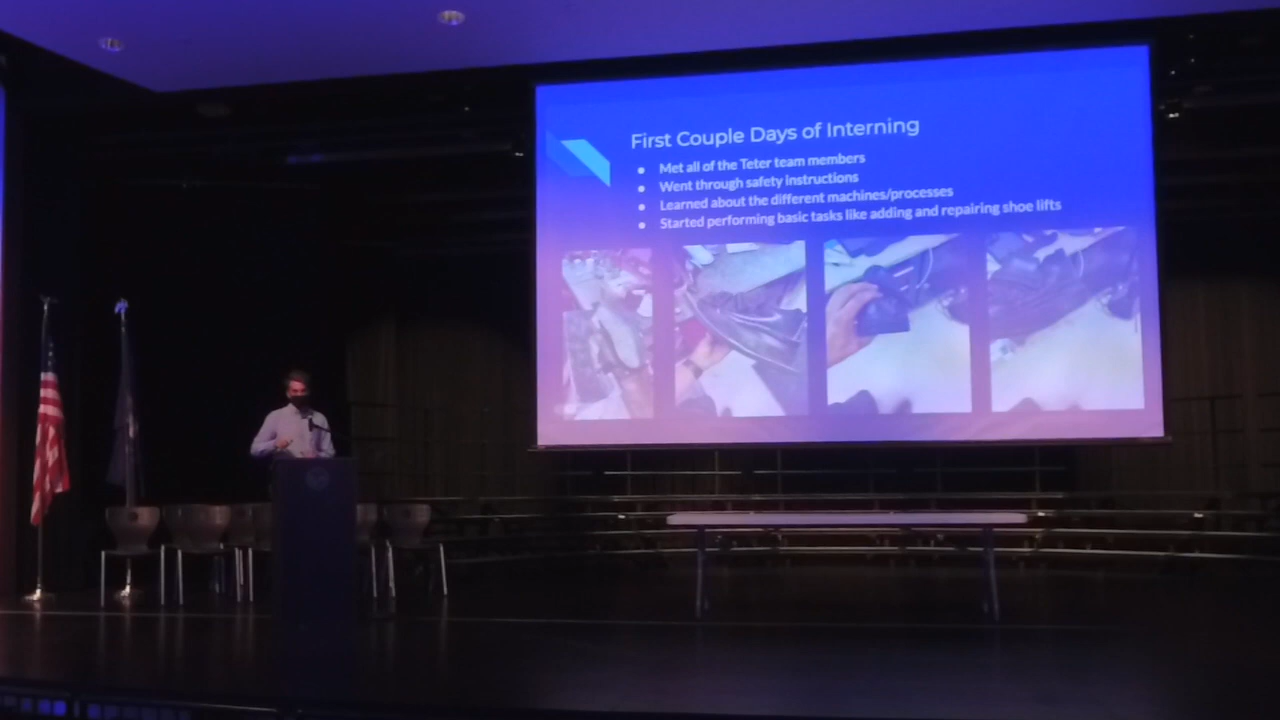 First Couple Days of Interning
● Met all of the Teter team members
● Went through safety instructions
● Learned about the different machines/processes
● Started performing basic tasks like adding and repairing shoe lifts